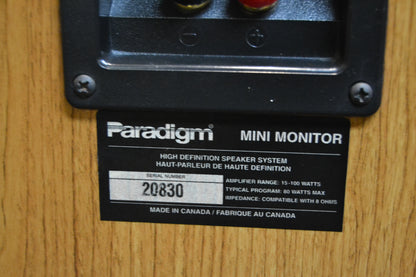 - +
Paradigm® MINI MONITOR
HIGH DEFINITION SPEAKER SYSTEM
HAUT-PARLEUR DE HAUTE DEFINITION
SERIAL NUMBER
20830
AMPLIFIER RANGE: 15-100 WATTS
TYPICAL PROGRAM: 80 WATTS MAX
IMPEDANCE: COMPATIBLE WITH 8 OHMS
MADE IN CANADA / FABRIQUE AU CANADA